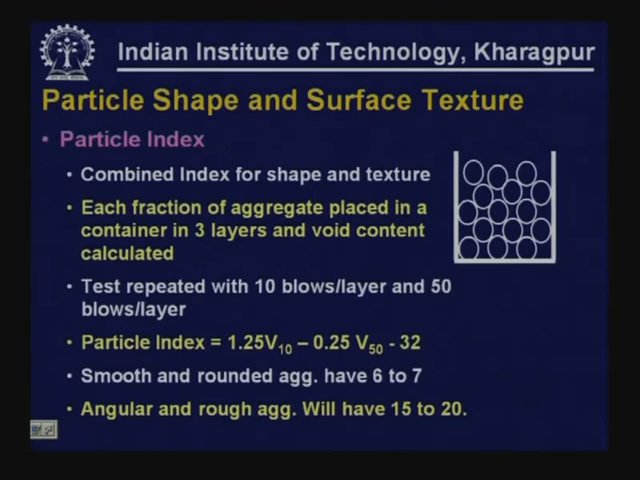 Indian Institute of Technology, Kharagpur
Particle Shape and Surface Texture
• Particle Index
• Combined Index for shape and texture
• Each fraction of aggregate placed in a
container in 3 layers and void content
calculated
• Test repeated with 10 blows/layer and 50
blows/layer
• Particle Index = 1.25V10 – 0.25 V50 - 32
• Smooth and rounded agg. have 6 to 7
• Angular and rough agg. Will have 15 to 20.